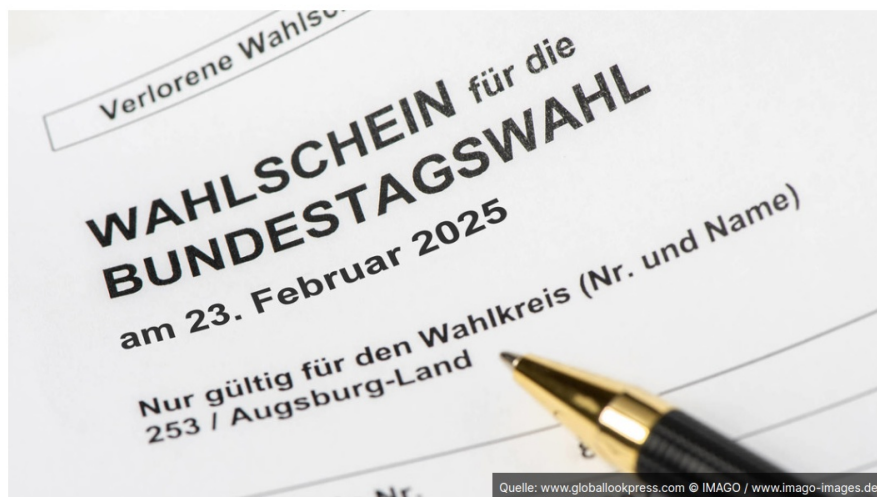 Verlorene
WAHLSCHEIN für die
BUNDESTAGSWAHL
am 23. Februar 2025
Nur gültig für den Wahlkreis (Nr. und Name)
253 / Augsburg-Land
Nr.
Quelle: www.globallookpress.com © IMAGO / www.imago-images.de